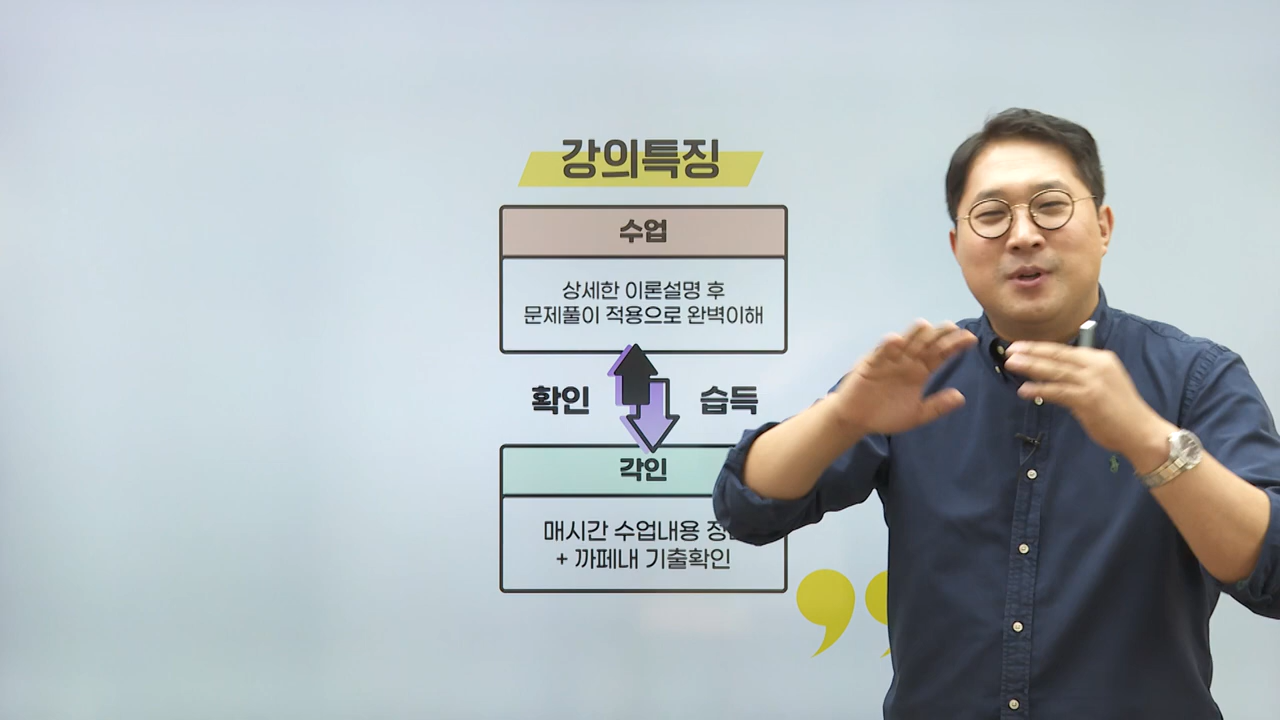 강의특징
수업
상세한 이론설명 후
문제풀이 적용으로 완벽이해
확인
습득
각인
매시간 수업내용
+ 까페내 기출확인